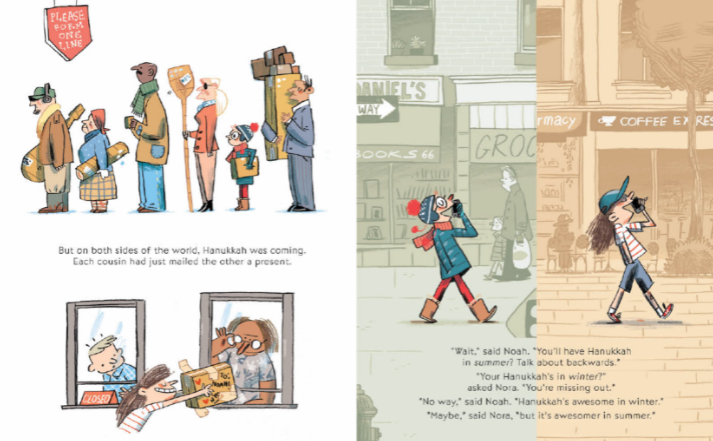 PLEASE
FORM
ONE
LINE
But on both sides of the world, Hanukkah was coming.
Each cousin had just mailed the other a present.
CLOSED
TO:
DANIEL'S
WAY
BOOKS 66
GROC
rmacy
COFFEE EXPRES
"Wait," said Noah. "You'll have Hanukkah
in summer? Talk about backwards."
"Your Hanukkah's in winter?"
asked Nora. "You're missing out."
"No way," said Noah. "Hanukkah's awesome in winter."
"Maybe," said Nora, "but it's awesomer in summer."